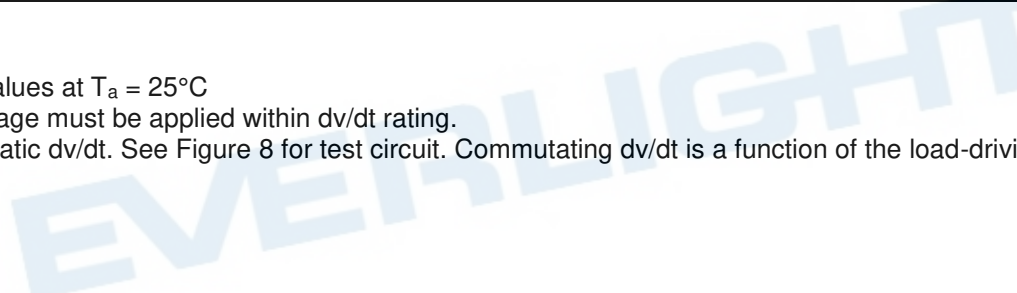 alues at Ta = 25°C
age must be applied within dv/dt rating.
atic dv/dt. See Figure 8 for test circuit. Commutating dv/dt is a function of the load-drivi
EVERLIGHT